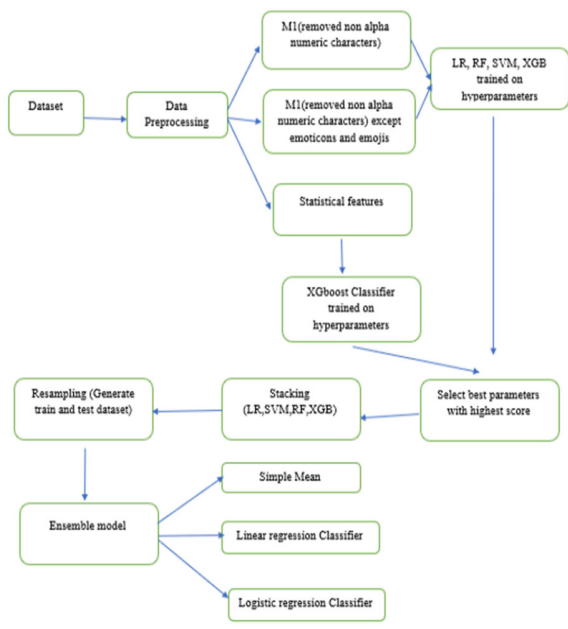 M1(removed non alpha
numeric characters)
LR, RF, SVM, XGB
trained on
hyperparameters
Dataset
Data
Preprocessing
M1(removed non alpha
numeric characters) except
emoticons and emojis
Statistical features
XGboost Classifier
trained on
hyperparameters
Resampling (Generate
train and test dataset)
Stacking
(LR,SVM,RF,XGB)
Select best parameters
with highest score
Simple Mean
Ensemble model
Linear regression Classifier
Logistic regression Classifier